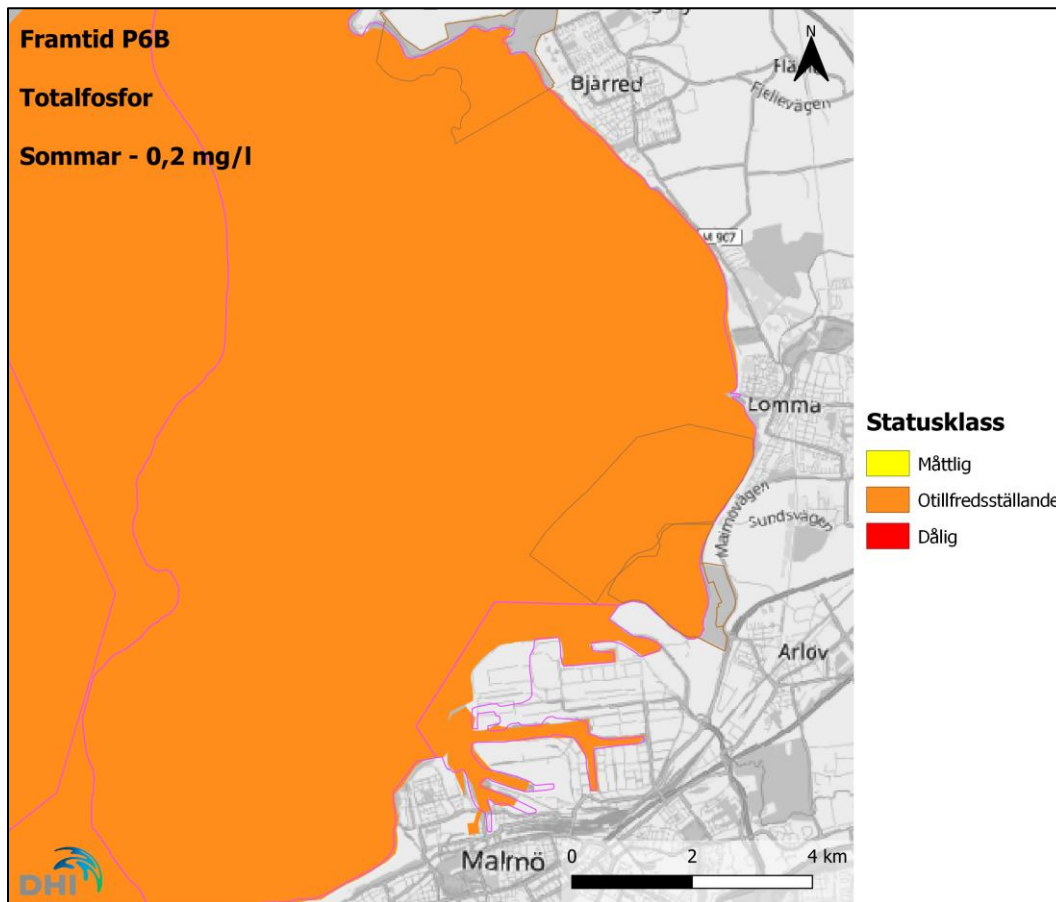 Framtid P6B
Totalfosfor
Sommar - 0,2 mg/l
N
Bjärred
Fjelievägen
M 907
Lomma
Malmövägen
Sundsvägen
Arlöv
Malmö
0 2 4 km
DHI
Statusklass
Måttlig
Otillfredsställande
Dålig